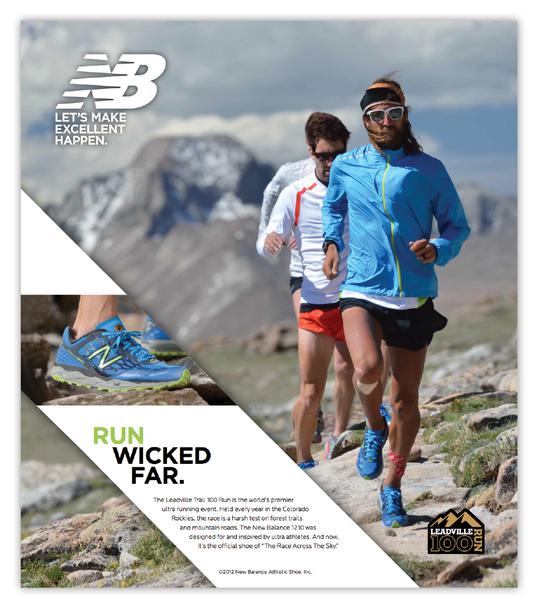 NB
LET'S MAKE
EXCELLENT
HAPPEN.
N
RUN
WICKED
FAR.
The Leadville Trail 100 Run is the world's premier
ultra running event. Held every year in the Colorado
Rockies, the race is a harsh test on forest trails
and mountain roads. The New Balance 1210 was
designed for and inspired by ultra athletes. And now,
it's the official shoe of "The Race Across The Sky."
LEADVILLE
100 RUN
©2012 New Balance Athletic Shoe, Inc.